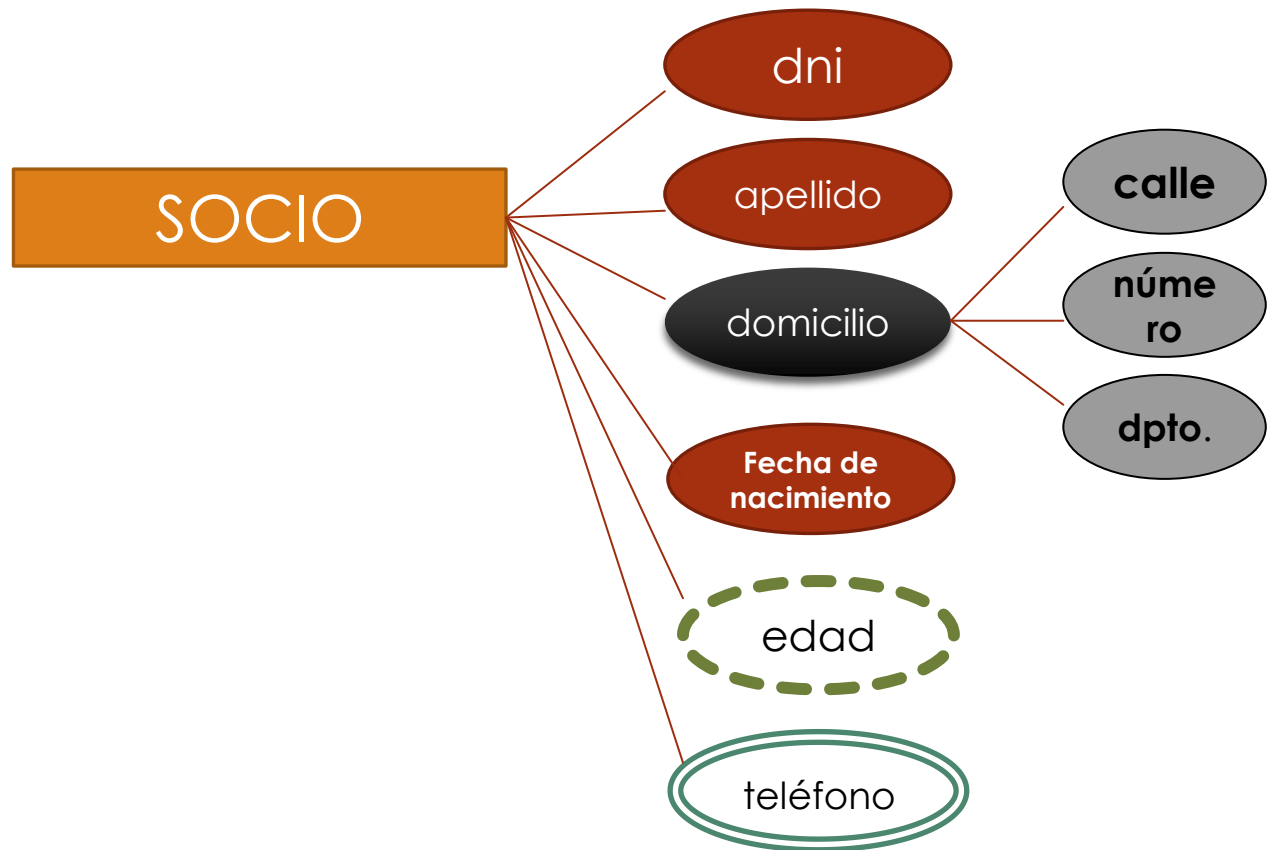 SOCIO
dni
apellido
domicilio
Fecha de
nacimiento
edad
teléfono
calle
núme
ro
dpto.